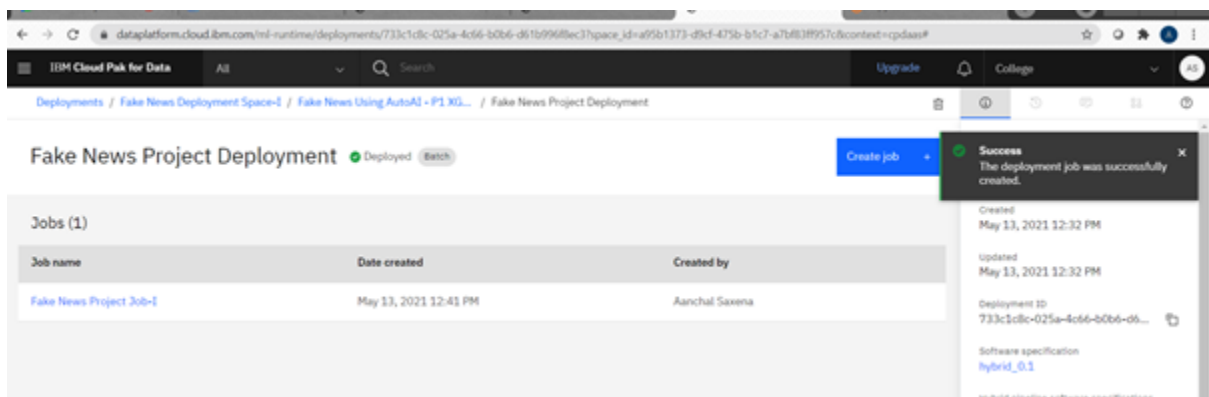 dataplatform.cloud.ibm.com/ml-runtime/deployments/733c1c8c-025a-4c66-b0b6-d61b996f8ec3?space_id=a95b1373-d9cf-475b-b1c7-a7bf83ff957c&context=cpdaas#
IBM Cloud Pak for Data All Search Upgrade College AS
Deployments / Fake News Deployment Space-I / Fake News Using AutoAI - P1 XG... / Fake News Project Deployment
Fake News Project Deployment Deployed Batch
Create job +
Success
The deployment job was successfully
created.
Jobs (1)
Job name Date created Created by
Fake News Project Job-I May 13, 2021 12:41 PM Aanchal Saxena
Created
May 13, 2021 12:32 PM
Updated
May 13, 2021 12:32 PM
Deployment ID
733c1c8c-025a-4c66-b0b6-d6...
Software specification
hybrid_0.1